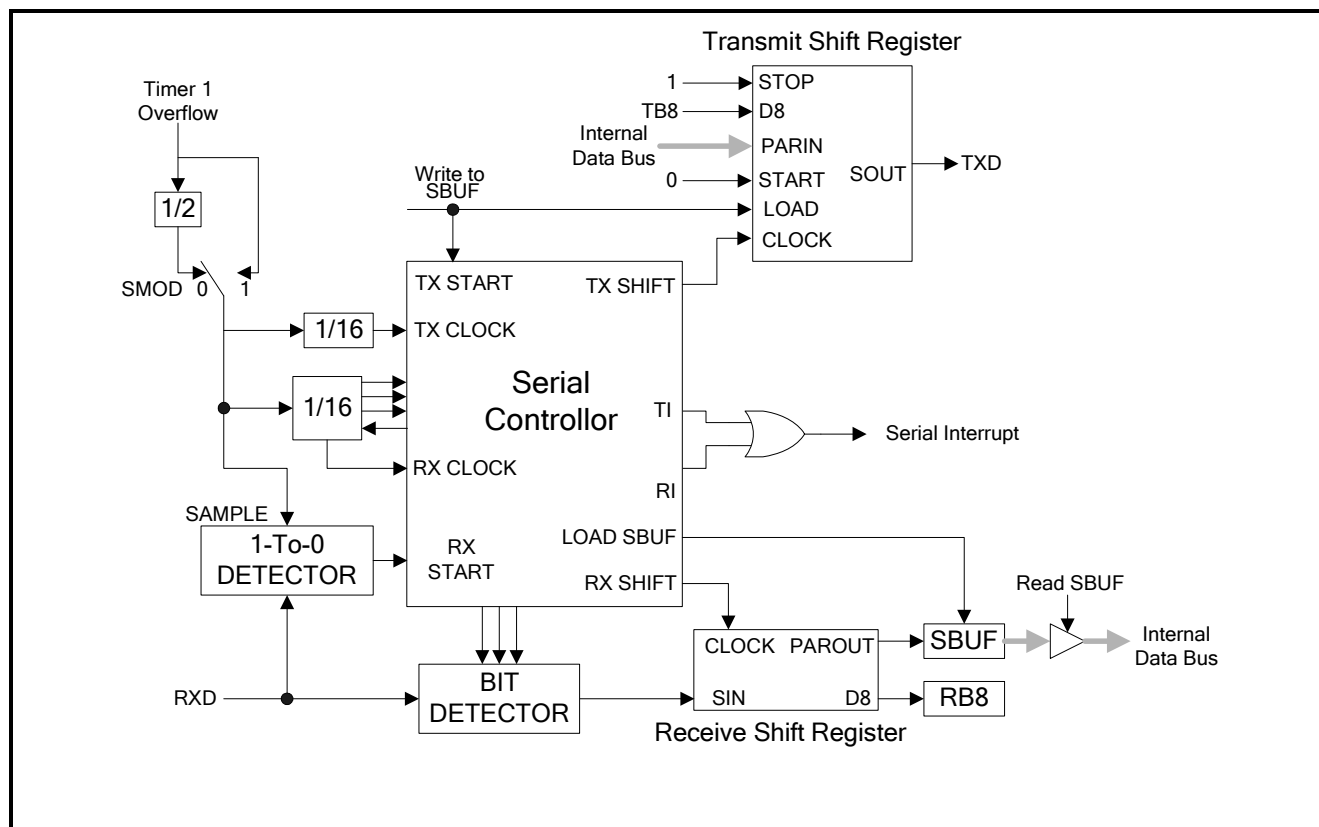 Transmit Shift Register
1
STOP
TB8
D8
Internal
Data Bus
PARIN
0
START
SOUT
TXD
LOAD
CLOCK
Timer 1
Overflow
1/2
SMOD 0 1
Write to
SBUF
TX START
TX SHIFT
1/16
TX CLOCK
1/16
Serial
Controllor
TI
Serial Interrupt
RX CLOCK
RI
SAMPLE
1-To-0
DETECTOR
RX
START
LOAD SBUF
RX SHIFT
Read SBUF
CLOCK PAROUT
SBUF
Internal
Data Bus
RXD
BIT
DETECTOR
SIN D8
RB8
Receive Shift Register